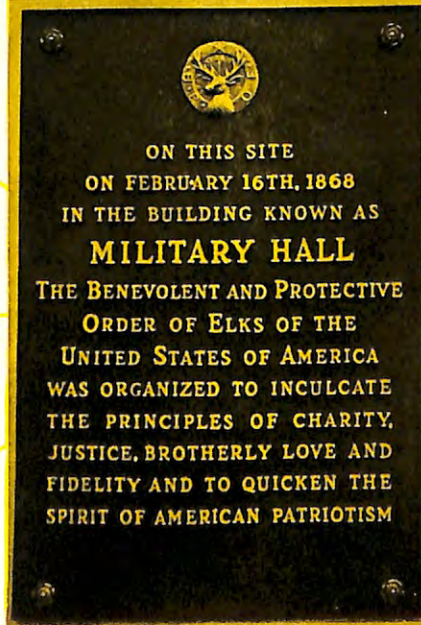 ON THIS SITE
ON FEBRUARY 16TH, 1868
IN THE BUILDING KNOWN AS
MILITARY HALL
THE BENEVOLENT AND PROTECTIVE
ORDER OF ELKS OF THE
UNITED STATES OF AMERICA
WAS ORGANIZED TO INCULCATE
THE PRINCIPLES OF CHARITY,
JUSTICE, BROTHERLY LOVE AND
FIDELITY AND TO QUICKEN THE
SPIRIT OF AMERICAN PATRIOTISM